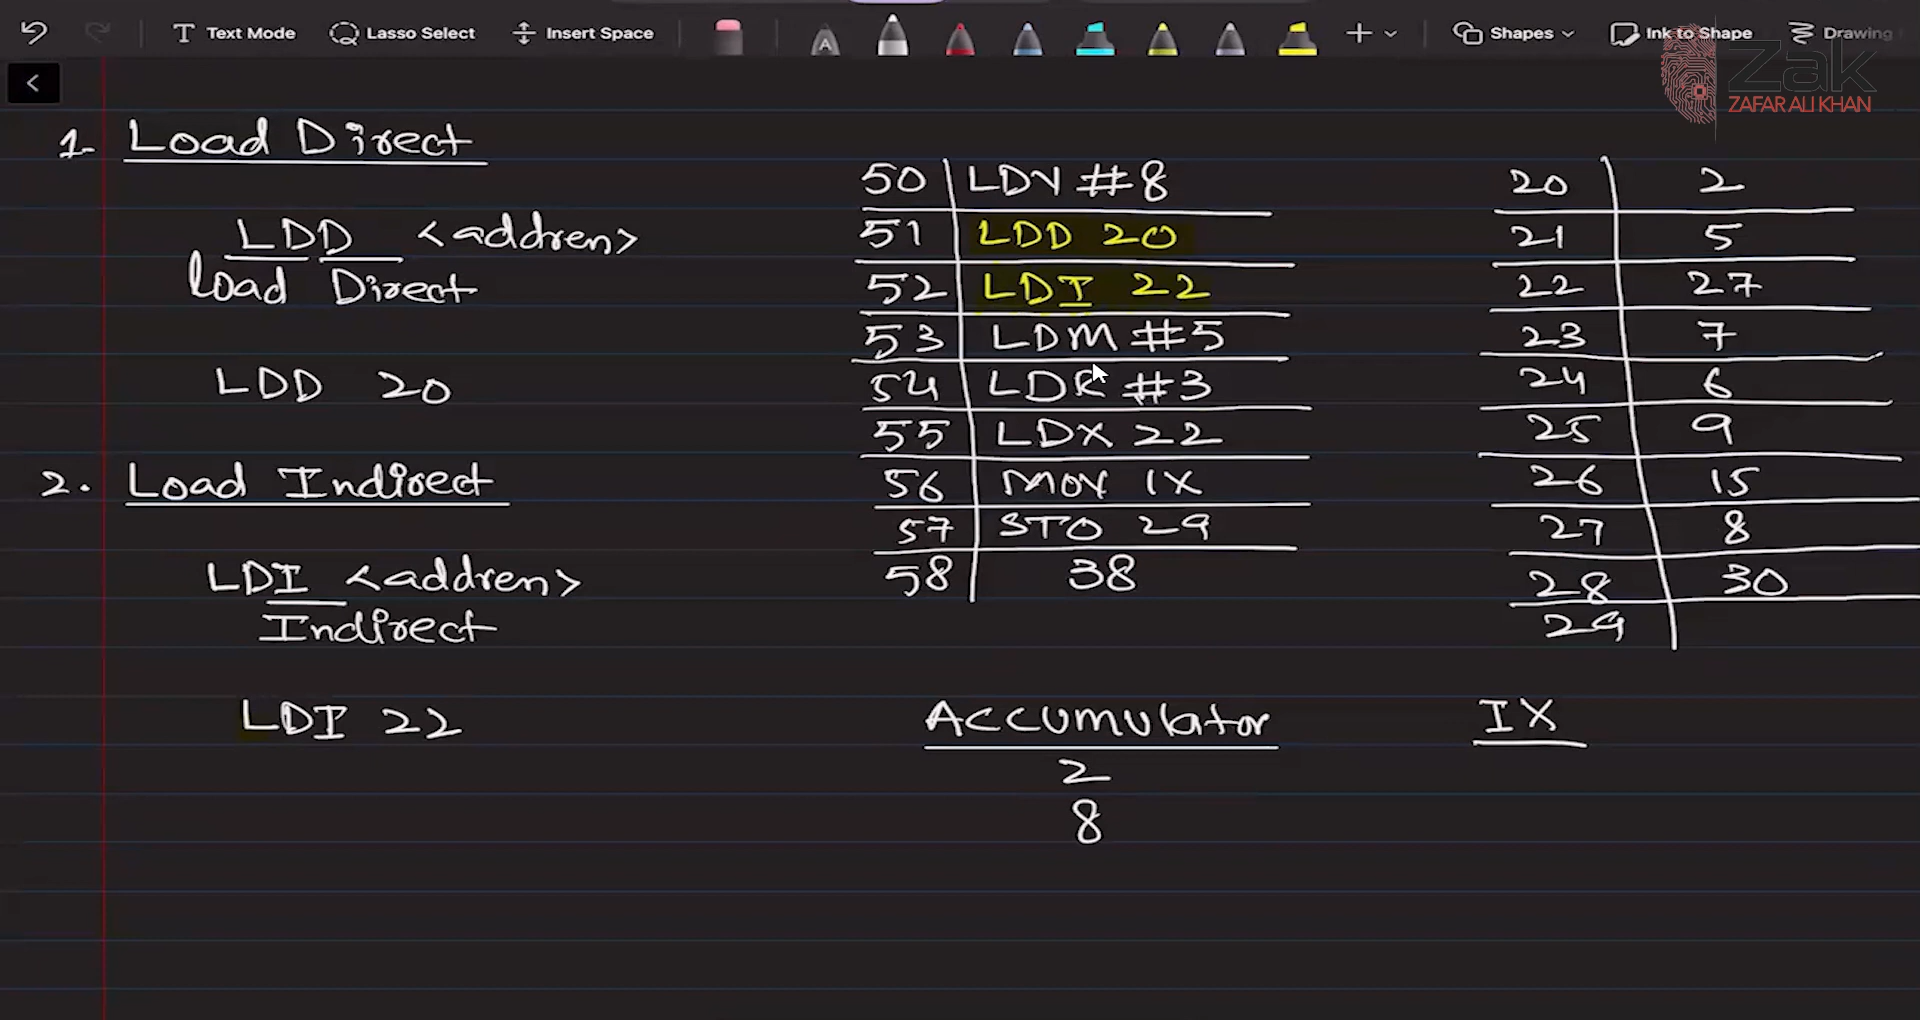 Text Mode Lasso Select Insert Space A Shapes Ink to Shape Drawing
Zak
ZAFAR ALI KHAN
1. Load Direct
LDD <addren>
load Direct
LDD 20
2. Load Indirect
LDI <addren>
Indirect
LDI 22
50 LDV #8
51 LDD 20
52 LDI 22
53 LDM #5
54 LDR #3
55 LDX 22
56 MOV IX
57 STO 29
58 38
Accumulator
2
8
20 2
21 5
22 27
23 7
24 6
25 9
26 15
27 8
28 30
29
IX